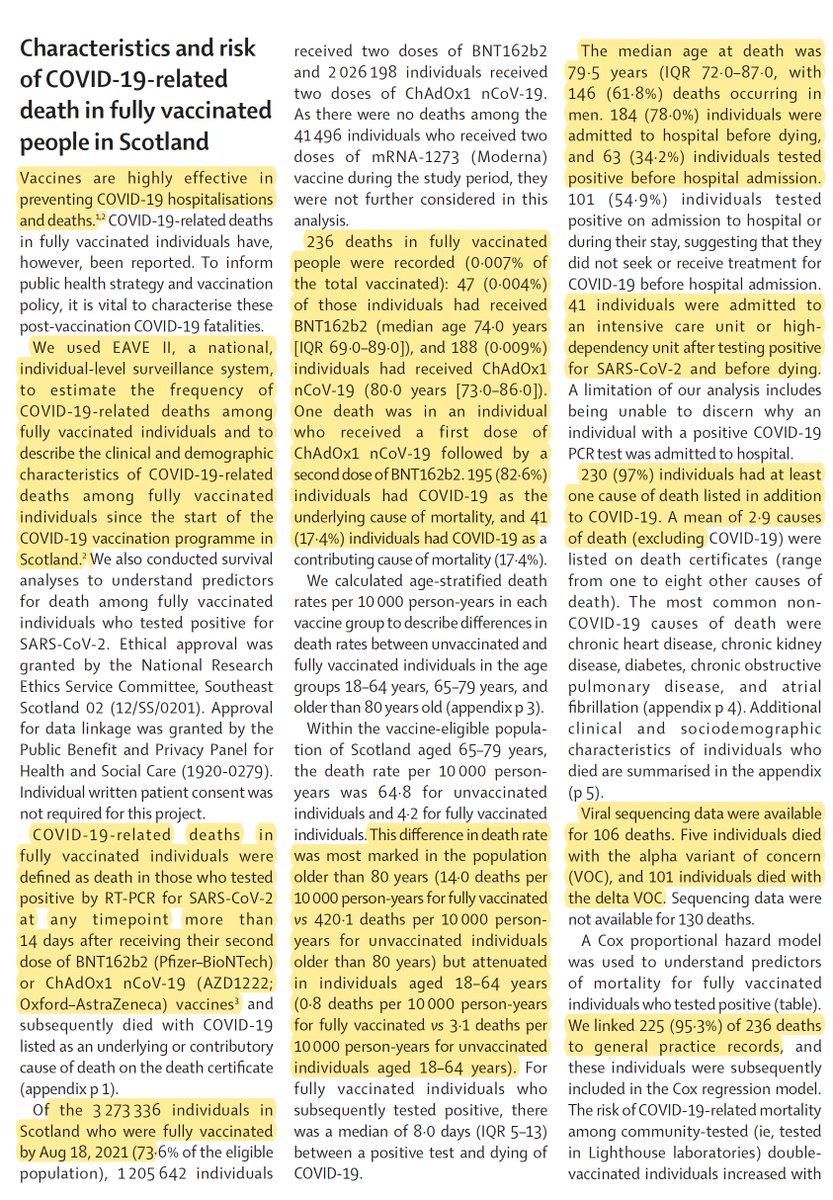 Characteristics and risk
of COVID-19-related
death in fully vaccinated
people in Scotland
Vaccines are highly effective in
preventing COVID-19 hospitalisations
and deaths.1,2 COVID-19-related deaths
in fully vaccinated individuals have,
however, been reported. To inform
public health strategy and vaccination
policy, it is vital to characterise these
post-vaccination COVID-19 fatalities.
We used EAVE II, a national,
individual-level surveillance system,
to estimate the frequency of
COVID-19-related deaths among
fully vaccinated individuals and to
describe the clinical and demographic
characteristics of COVID-19-related
deaths among fully vaccinated
individuals since the start of the
COVID-19 vaccination programme in
Scotland.2 We also conducted survival
analyses to understand predictors
for death among fully vaccinated
individuals who tested positive for
SARS-CoV-2. Ethical approval was
granted by the National Research
Ethics Service Committee, Southeast
Scotland 02 (12/SS/0201). Approval
for data linkage was granted by the
Public Benefit and Privacy Panel for
Health and Social Care (1920-0279).
Individual written patient consent was
not required for this project.
COVID-19-related deaths in
fully vaccinated individuals were
defined as death in those who tested
positive by RT-PCR for SARS-CoV-2
at any timepoint more than
14 days after receiving their second
dose of BNT162b2 (Pfizer–BioNTech)
or ChAdOx1 nCoV-19 (AZD1222;
Oxford–AstraZeneca) vaccines3 and
subsequently died with COVID-19
listed as an underlying or contributory
cause of death on the death certificate
(appendix p 1).
Of the 3 273 336 individuals in
Scotland who were fully vaccinated
by Aug 18, 2021 (73·6% of the eligible
population), 1 205 642 individuals
received two doses of BNT162b2
and 2 026 198 individuals received
two doses of ChAdOx1 nCoV-19.
As there were no deaths among the
41 496 individuals who received two
doses of mRNA-1273 (Moderna)
vaccine during the study period, they
were not further considered in this
analysis.
236 deaths in fully vaccinated
people were recorded (0·007% of
the total vaccinated): 47 (0·004%)
of those individuals had received
BNT162b2 (median age 74·0 years
[IQR 69·0–89·0]), and 188 (0·009%)
individuals had received ChAdOx1
nCoV-19 (80·0 years [73·0–86·0]).
One death was in an individual
who received a first dose of
ChAdOx1 nCoV-19 followed by a
second dose of BNT162b2. 195 (82·6%)
individuals had COVID-19 as the
underlying cause of mortality, and 41
(17·4%) individuals had COVID-19 as a
contributing cause of mortality (17·4%).
We calculated age-stratified death
rates per 10 000 person-years in each
vaccine group to describe differences in
death rates between unvaccinated and
fully vaccinated individuals in the age
groups 18–64 years, 65–79 years, and
older than 80 years old (appendix p 3).
Within the vaccine-eligible popula-
tion of Scotland aged 65–79 years,
the death rate per 10 000 person-
years was 64·8 for unvaccinated
individuals and 4·2 for fully vaccinated
individuals. This difference in death rate
was most marked in the population
older than 80 years (14·0 deaths per
10 000 person-years for fully vaccinated
vs 420·1 deaths per 10 000 person-
years for unvaccinated individuals
older than 80 years) but attenuated
in individuals aged 18–64 years
(0·8 deaths per 10 000 person-years
for fully vaccinated vs 3·1 deaths per
10 000 person-years for unvaccinated
individuals aged 18–64 years). For
fully vaccinated individuals who
subsequently tested positive, there
was a median of 8·0 days (IQR 5–13)
between a positive test and dying of
COVID-19.
The median age at death was
79·5 years (IQR 72·0–87·0, with
146 (61·8%) deaths occurring in
men. 184 (78·0%) individuals were
admitted to hospital before dying,
and 63 (34·2%) individuals tested
positive before hospital admission.
101 (54·9%) individuals tested
positive on admission to hospital or
during their stay, suggesting that they
did not seek or receive treatment for
COVID-19 before hospital admission.
41 individuals were admitted to
an intensive care unit or high-
dependency unit after testing positive
for SARS-CoV-2 and before dying.
A limitation of our analysis includes
being unable to discern why an
individual with a positive COVID-19
PCR test was admitted to hospital.
230 (97%) individuals had at least
one cause of death listed in addition
to COVID-19. A mean of 2·9 causes
of death (excluding COVID-19) were
listed on death certificates (range
from one to eight other causes of
death). The most common non-
COVID-19 causes of death were
chronic heart disease, chronic kidney
disease, diabetes, chronic obstructive
pulmonary disease, and atrial
fibrillation (appendix p 4). Additional
clinical and sociodemographic
characteristics of individuals who
died are summarised in the appendix
(p 5).
Viral sequencing data were available
for 106 deaths. Five individuals died
with the alpha variant of concern
(VOC), and 101 individuals died with
the delta VOC. Sequencing data were
not available for 130 deaths.
A Cox proportional hazard model
was used to understand predictors
of mortality for fully vaccinated
individuals who tested positive (table).
We linked 225 (95·3%) of 236 deaths
to general practice records, and
these individuals were subsequently
included in the Cox regression model.
The risk of COVID-19-related mortality
among community-tested (ie, tested
in Lighthouse laboratories) double-
vaccinated individuals increased with